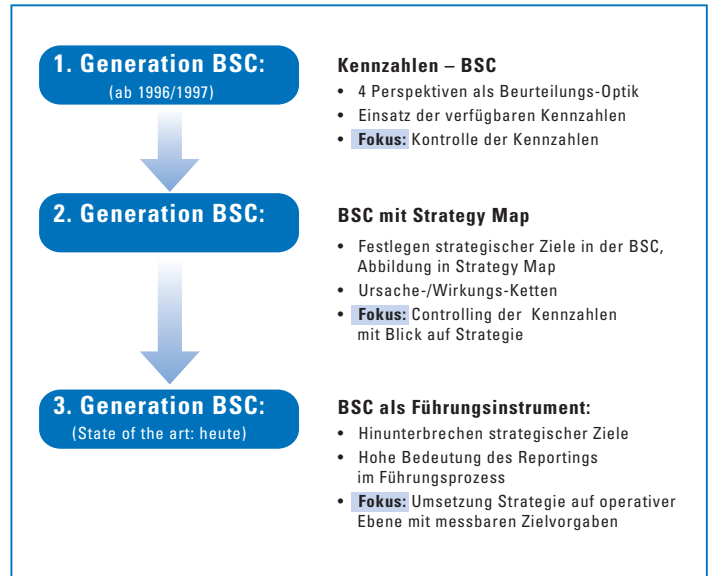 1. Generation BSC:
(ab 1996/1997)
Kennzahlen – BSC
• 4 Perspektiven als Beurteilungs-Optik
• Einsatz der verfügbaren Kennzahlen
• Fokus: Kontrolle der Kennzahlen
2. Generation BSC:
BSC mit Strategy Map
• Festlegen strategischer Ziele in der BSC,
Abbildung in Strategy Map
• Ursache-/Wirkungs-Ketten
• Fokus: Controlling der Kennzahlen
mit Blick auf Strategie
3. Generation BSC:
(State of the art: heute)
BSC als Führungsinstrument:
• Hinunterbrechen strategischer Ziele
• Hohe Bedeutung des Reportings
im Führungsprozess
• Fokus: Umsetzung Strategie auf operativer
Ebene mit messbaren Zielvorgaben